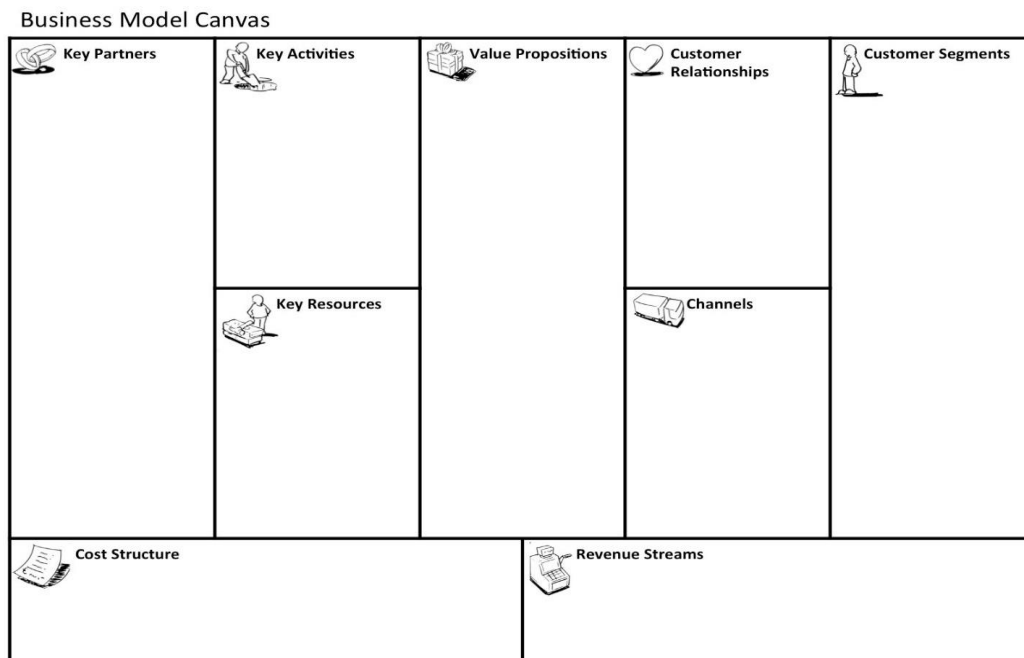 Business Model Canvas
Key Partners
Key Activities
Value Propositions
Customer
Relationships
Customer Segments
Key Resources
Channels
Cost Structure
Revenue Streams